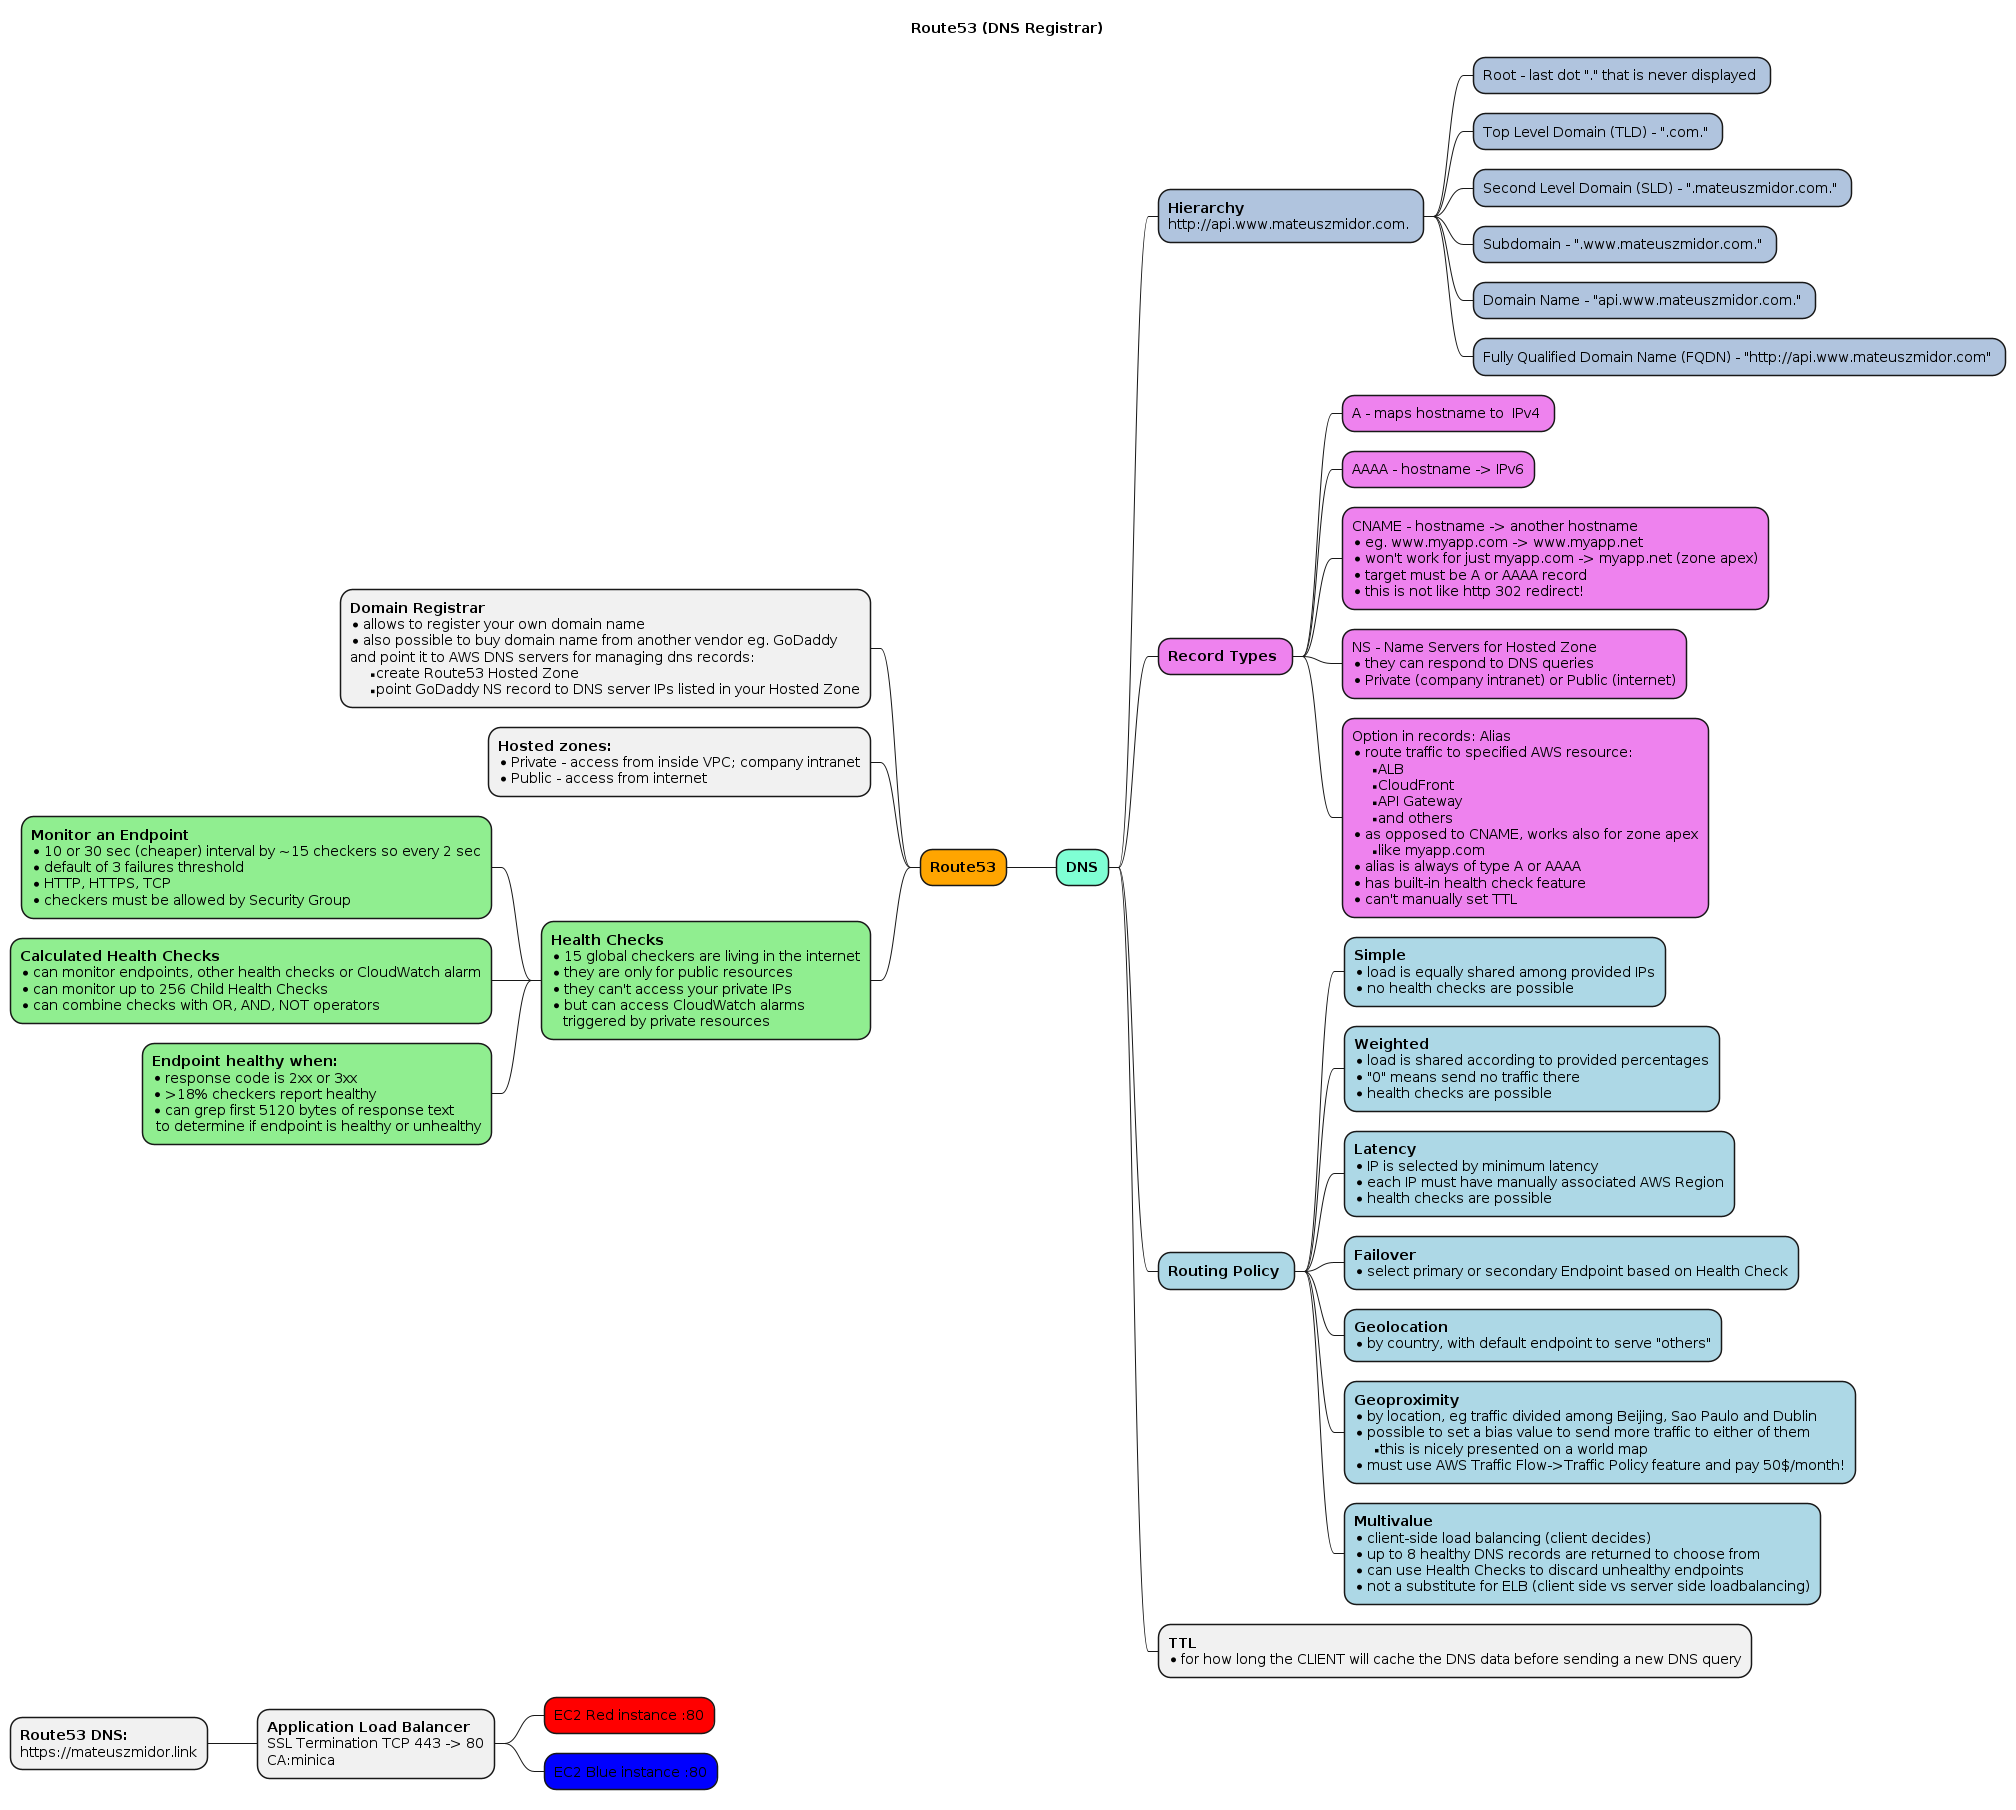 Route53 (DNS Registrar)
Root - last dot "." that is never displayed
Top Level Domain (TLD) - ".com."
Second Level Domain (SLD) - ".mateuszmidor.com."
Hierarchy
http://api.www.mateuszmidor.com.
Subdomain - ".www.mateuszmidor.com."
Domain Name - "api.www.mateuszmidor.com."
Fully Qualified Domain Name (FQDN) - "http://api.www.mateuszmidor.com"
A - maps hostname to  IPv4
AAAA - hostname -> IPv6
CNAME - hostname -> another hostname
• eg. www.myapp.com -> www.myapp.net
• won't work for just myapp.com -> myapp.net (zone apex)
• target must be A or AAAA record
• this is not like http 302 redirect!
Record Types
NS - Name Servers for Hosted Zone
• they can respond to DNS queries
• Private (company intranet) or Public (internet)
Option in records: Alias
• route traffic to specified AWS resource:
▪ALB
▪CloudFront
▪API Gateway
▪and others
• as opposed to CNAME, works also for zone apex
▪like myapp.com
• alias is always of type A or AAAA
• has built-in health check feature
• can't manually set TTL
Domain Registrar
• allows to register your own domain name
• also possible to buy domain name from another vendor eg. GoDaddy
and point it to AWS DNS servers for managing dns records:
▪create Route53 Hosted Zone
▪point GoDaddy NS record to DNS server IPs listed in your Hosted Zone
Hosted zones:
• Private - access from inside VPC; company intranet
• Public - access from internet
Route53
DNS
Monitor an Endpoint
• 10 or 30 sec (cheaper) interval by ~15 checkers so every 2 sec
• default of 3 failures threshold
• HTTP, HTTPS, TCP
• checkers must be allowed by Security Group
Health Checks
• 15 global checkers are living in the internet
• they are only for public resources
• they can't access your private IPs
• but can access CloudWatch alarms
triggered by private resources
Calculated Health Checks
• can monitor endpoints, other health checks or CloudWatch alarm
• can monitor up to 256 Child Health Checks
• can combine checks with OR, AND, NOT operators
Endpoint healthy when:
• response code is 2xx or 3xx
• >18% checkers report healthy
• can grep first 5120 bytes of response text
to determine if endpoint is healthy or unhealthy
Simple
• load is equally shared among provided IPs
• no health checks are possible
Weighted
• load is shared according to provided percentages
• "0" means send no traffic there
• health checks are possible
Latency
• IP is selected by minimum latency
• each IP must have manually associated AWS Region
• health checks are possible
Routing Policy
Failover
• select primary or secondary Endpoint based on Health Check
Geolocation
• by country, with default endpoint to serve "others"
Geoproximity
• by location, eg traffic divided among Beijing, Sao Paulo and Dublin
• possible to set a bias value to send more traffic to either of them
▪this is nicely presented on a world map
• must use AWS Traffic Flow->Traffic Policy feature and pay 50$/month!
Multivalue
• client-side load balancing (client decides)
• up to 8 healthy DNS records are returned to choose from
• can use Health Checks to discard unhealthy endpoints
• not a substitute for ELB (client side vs server side loadbalancing)
TTL
• for how long the CLIENT will cache the DNS data before sending a new DNS query
Route53 DNS:
https://mateuszmidor.link
Application Load Balancer
SSL Termination TCP 443 -> 80
CA:minica
EC2 Red instance :80
EC2 Blue instance :80